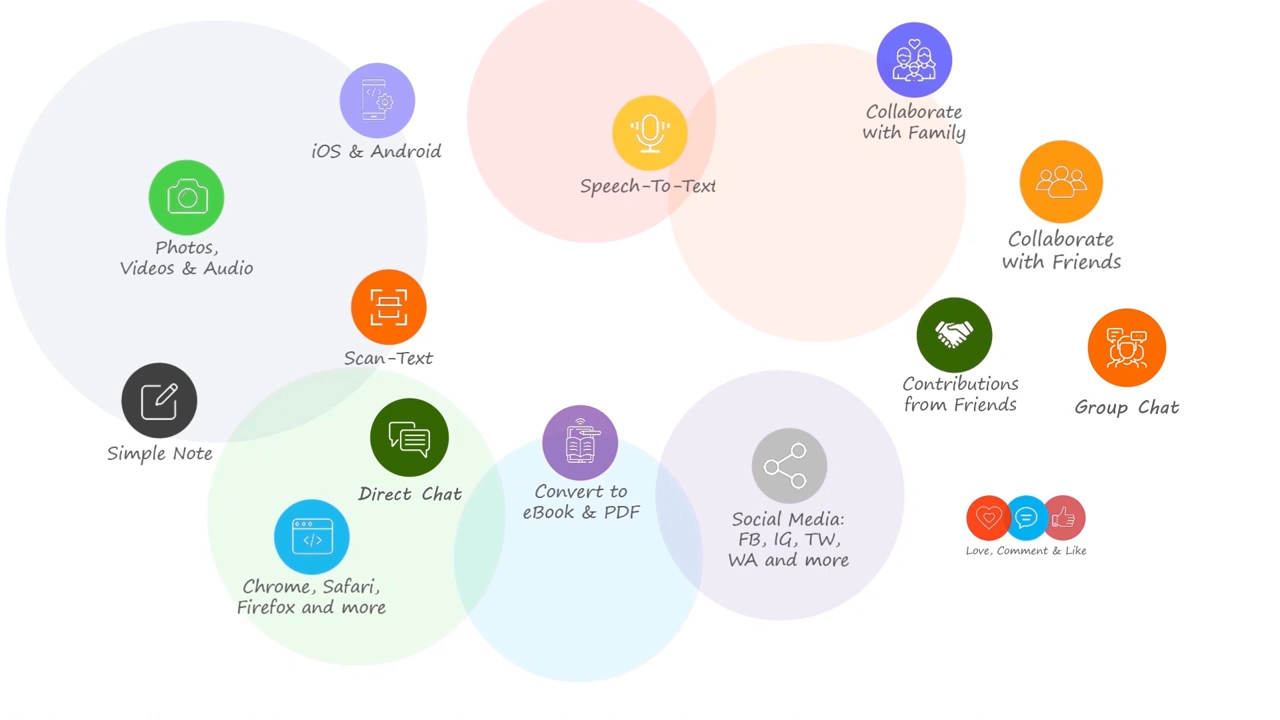 Collaborate
with Family
iOS & Android
Speech-To-Text
Collaborate
with Friends
Photos,
Videos & Audio
Scan-Text
Contributions
from Friends
Group Chat
Simple Note
Direct Chat
Convert to
eBook & PDF
Social Media:
FB, IG, TW,
WA and more
Love, Comment & Like
Chrome, Safari,
Firefox and more